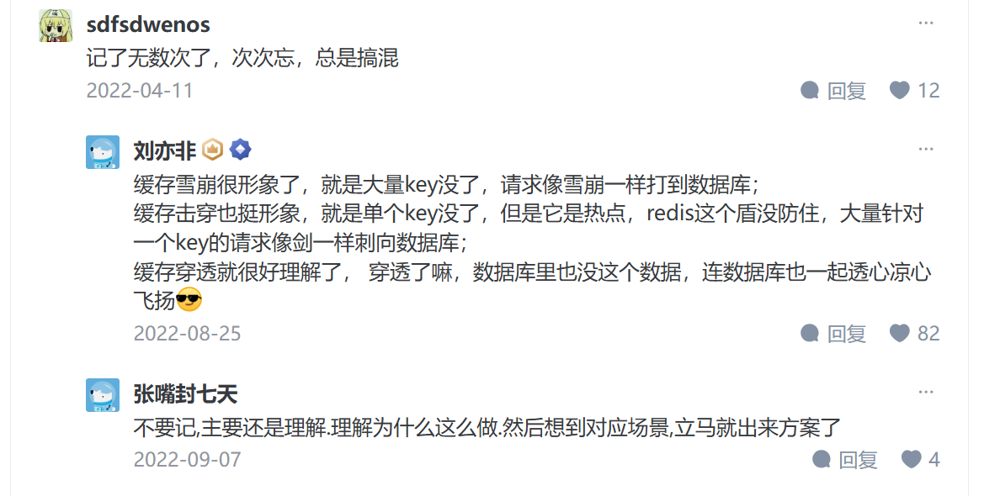 sdfsdwenos
记了无数次了，次次忘，总是搞混
2022-04-11 回复 12
刘亦非
缓存雪崩很形象了，就是大量key没了，请求像雪崩一样打到数据库；
缓存击穿也挺形象，就是单个key没了，但是它是热点，redis这个盾没防住，大量针对
一个key的请求像剑一样刺向数据库；
缓存穿透就很好理解了， 穿透了嘛，数据库里也没这个数据，连数据库也一起透心凉心
飞扬😎
2022-08-25 回复 82
张嘴封七天
不要记,主要还是理解.理解为什么这么做.然后想到对应场景,立马就出来方案了
2022-09-07 回复 4